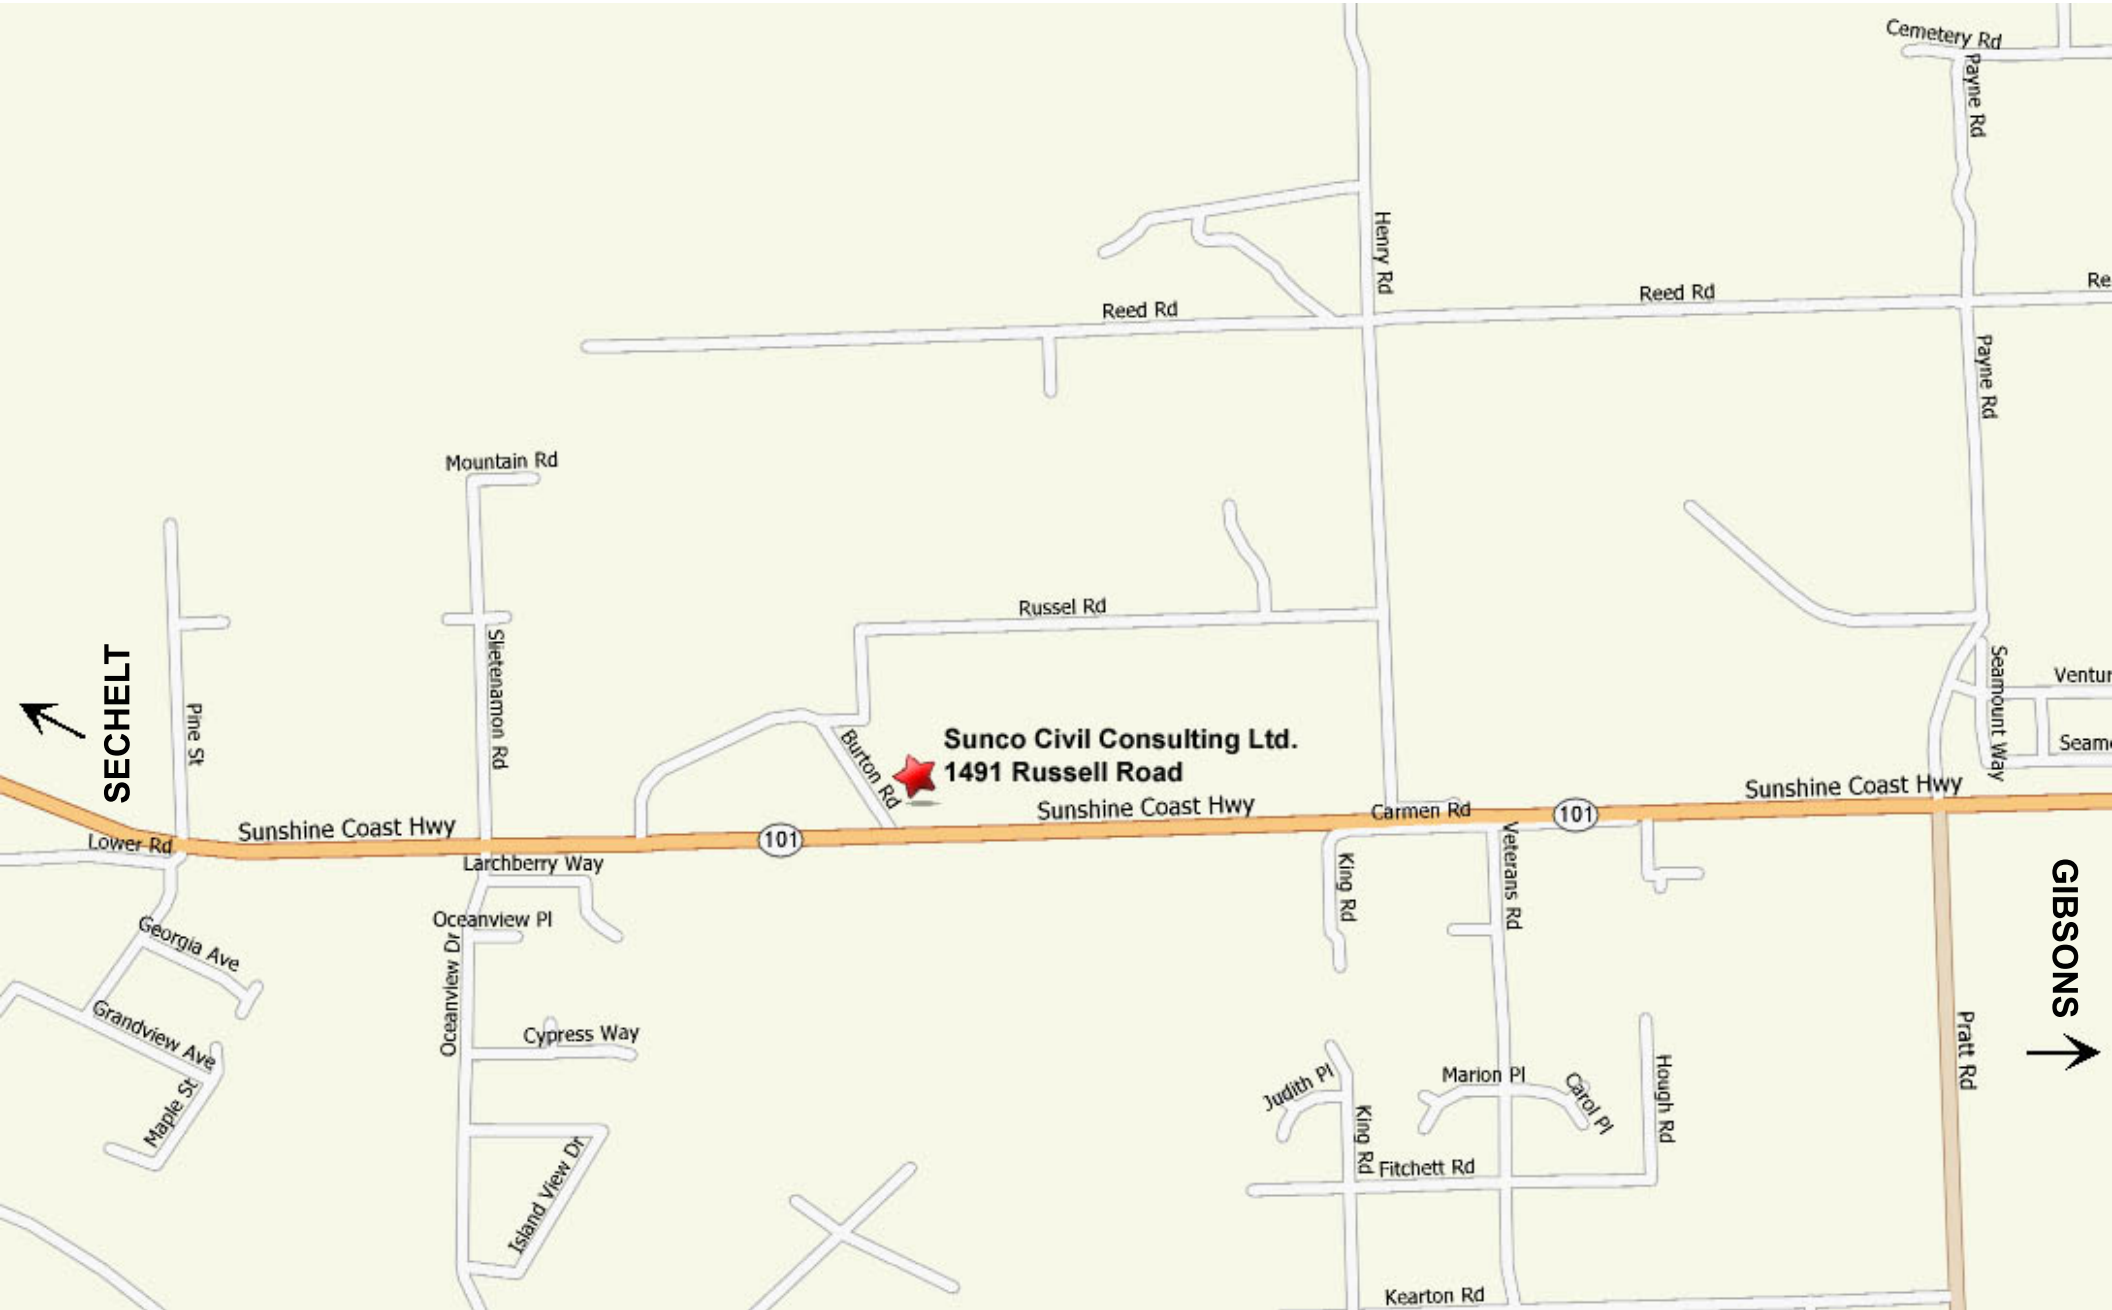 Cemetery Rd
Payne Rd
Henry Rd
Re
Reed Rd
Reed Rd
Payne Rd
Mountain Rd
Russel Rd
Slietenamon Rd
SECHELT
Pine St
Seamount Way
Ventur
Burton Rd
Sunco Civil Consulting Ltd.
1491 Russell Road
Seam
Sunshine Coast Hwy
Sunshine Coast Hwy
Carmen Rd
101
Sunshine Coast Hwy
101
Lower Rd
Larchberry Way
King Rd
Veterans Rd
GIBSONS
Oceanview Pl
Georgia Ave
Oceanview Dr
Grandview Ave
Cypress Way
Maple St
Judith Pl
Marion Pl
Carol Pl
Hough Rd
Pratt Rd
King Rd
Island View Dr
Fitchett Rd
Kearton Rd